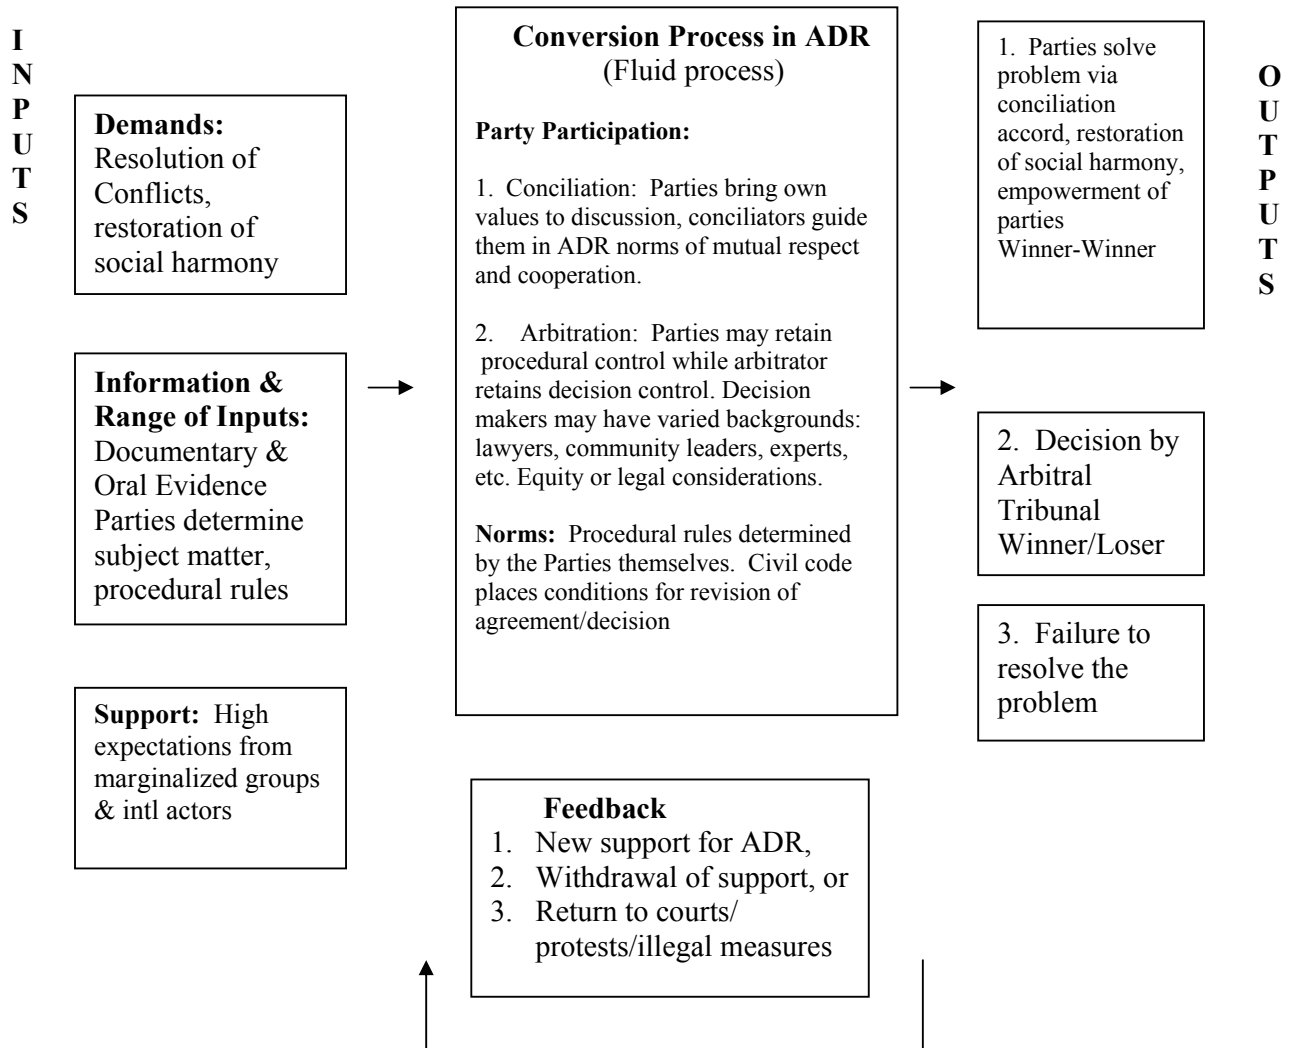 INPUTS
Demands:
Resolution of
Conflicts,
restoration of
social harmony
Information &
Range of Inputs:
Documentary &
Oral Evidence
Parties determine
subject matter,
procedural rules
Support: High
expectations from
marginalized groups
& intl actors
Conversion Process in ADR
(Fluid process)
Party Participation:
1. Conciliation: Parties bring own
values to discussion, conciliators guide
them in ADR norms of mutual respect
and cooperation.
2. Arbitration: Parties may retain
procedural control while arbitrator
retains decision control. Decision
makers may have varied backgrounds:
lawyers, community leaders, experts,
etc. Equity or legal considerations.
Norms: Procedural rules determined
by the Parties themselves. Civil code
places conditions for revision of
agreement/decision
Feedback
1. New support for ADR,
2. Withdrawal of support, or
3. Return to courts/
protests/illegal measures
1. Parties solve
problem via
conciliation
accord, restoration
of social harmony,
empowerment of
parties
Winner-Winner
2. Decision by
Arbitral
Tribunal
Winner/Loser
3. Failure to
resolve the
problem
OUTPUTS